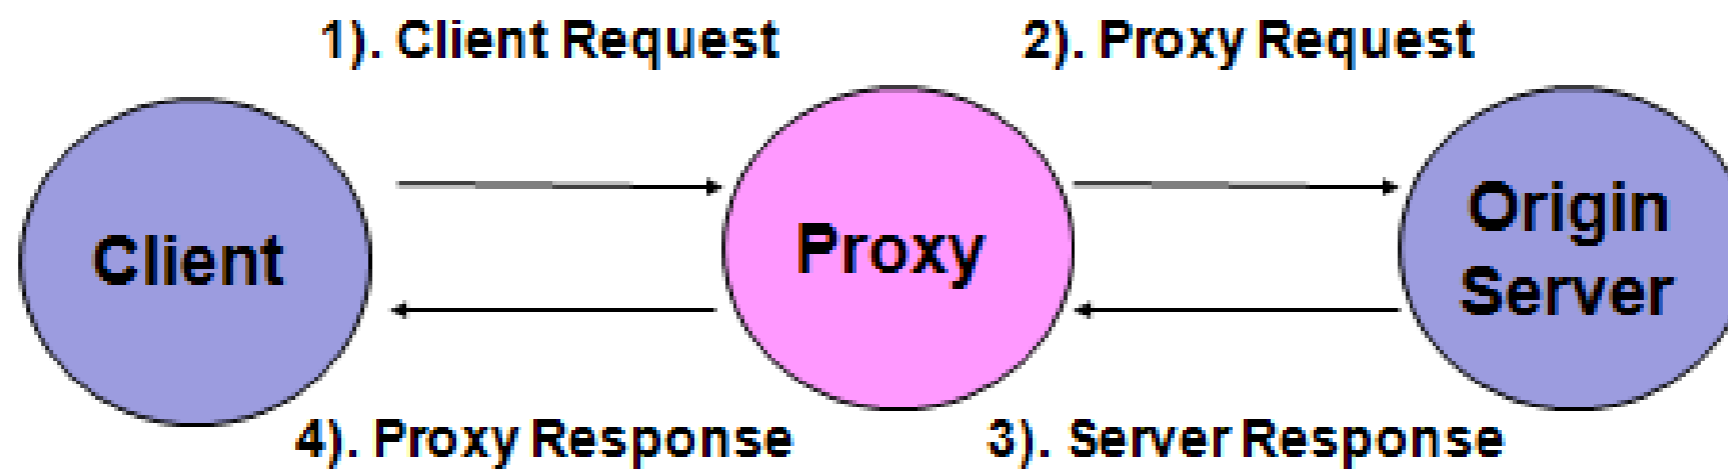 1). Client Request
2). Proxy Request
Client
Proxy
Origin
Server
4). Proxy Response
3). Server Response